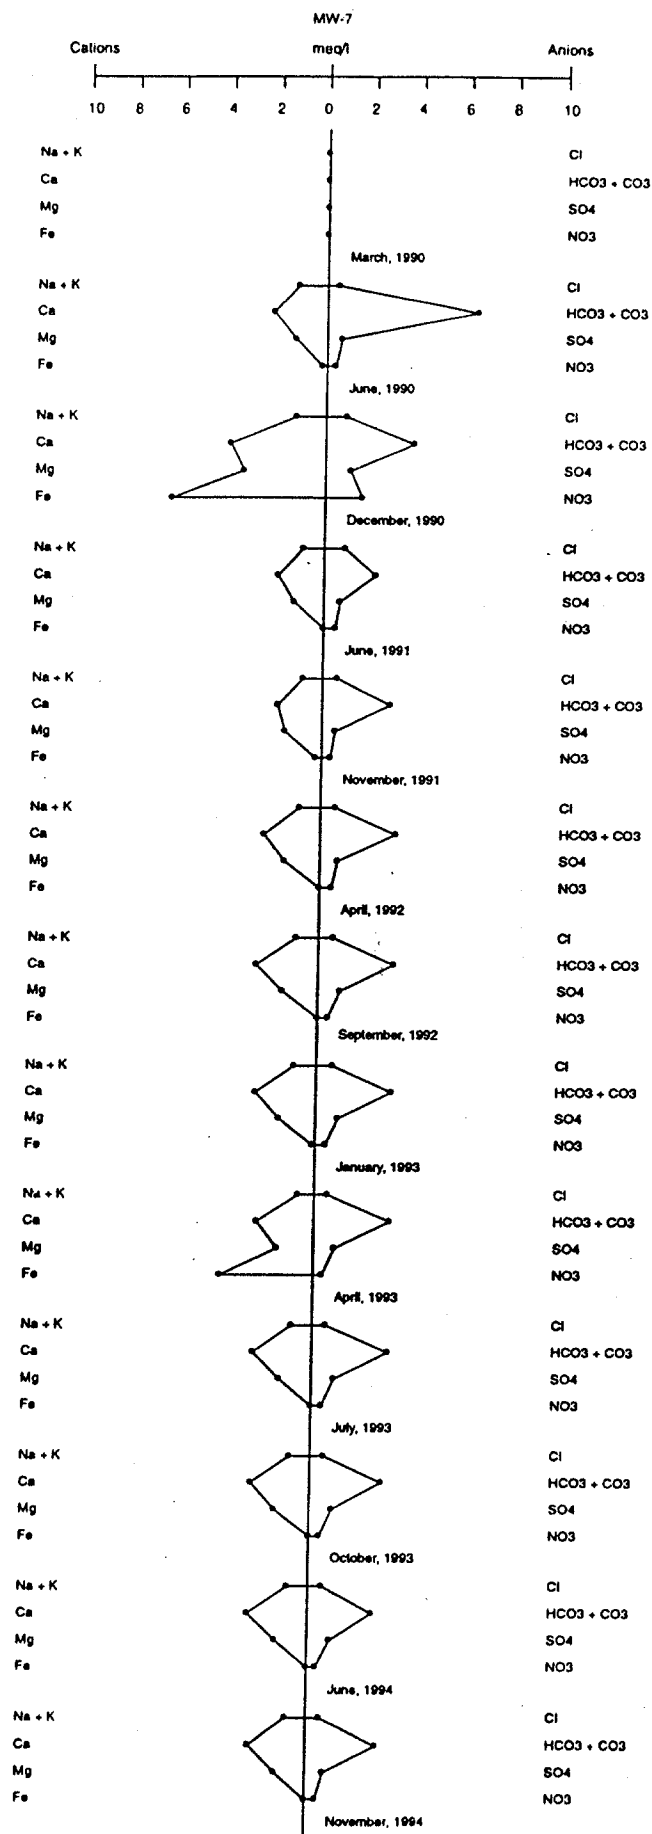 MW-7
Cations meq/l Anions
10 8 6 4 2 0 2 4 6 8 10
Na + K Cl
Ca HCO3 + CO3
Mg SO4
Fe NO3
March, 1990
Na + K Cl
Ca HCO3 + CO3
Mg SO4
Fe NO3
June, 1990
Na + K Cl
Ca HCO3 + CO3
Mg SO4
Fe NO3
December, 1990
Na + K Cl
Ca HCO3 + CO3
Mg SO4
Fe NO3
June, 1991
Na + K Cl
Ca HCO3 + CO3
Mg SO4
Fe NO3
November, 1991
Na + K Cl
Ca HCO3 + CO3
Mg SO4
Fe NO3
April, 1992
Na + K Cl
Ca HCO3 + CO3
Mg SO4
Fe NO3
September, 1992
Na + K Cl
Ca HCO3 + CO3
Mg SO4
Fe NO3
January, 1993
Na + K Cl
Ca HCO3 + CO3
Mg SO4
Fe NO3
April, 1993
Na + K Cl
Ca HCO3 + CO3
Mg SO4
Fe NO3
July, 1993
Na + K Cl
Ca HCO3 + CO3
Mg SO4
Fe NO3
October, 1993
Na + K Cl
Ca HCO3 + CO3
Mg SO4
Fe NO3
June, 1994
Na + K Cl
Ca HCO3 + CO3
Mg SO4
Fe NO3
November, 1994